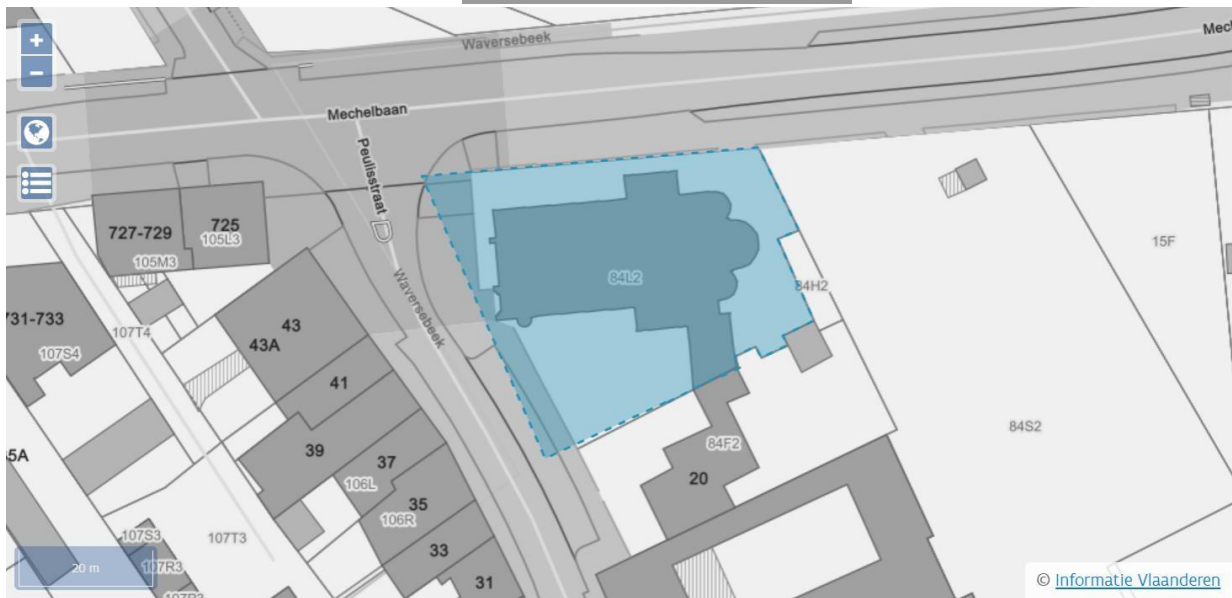 +
−
Waversebeek
Mech
Mechelbaan
Peulisstraat
727-729
725
105L3
105M3
84L2
84H2
15F
Waversebeek
731-733
107T4
43
43A
107S4
41
39
37
106L
35
106R
84F2
20
84S2
5A
33
31
107S3
107T3
107R3
20 m
107P3
© Informatie Vlaanderen